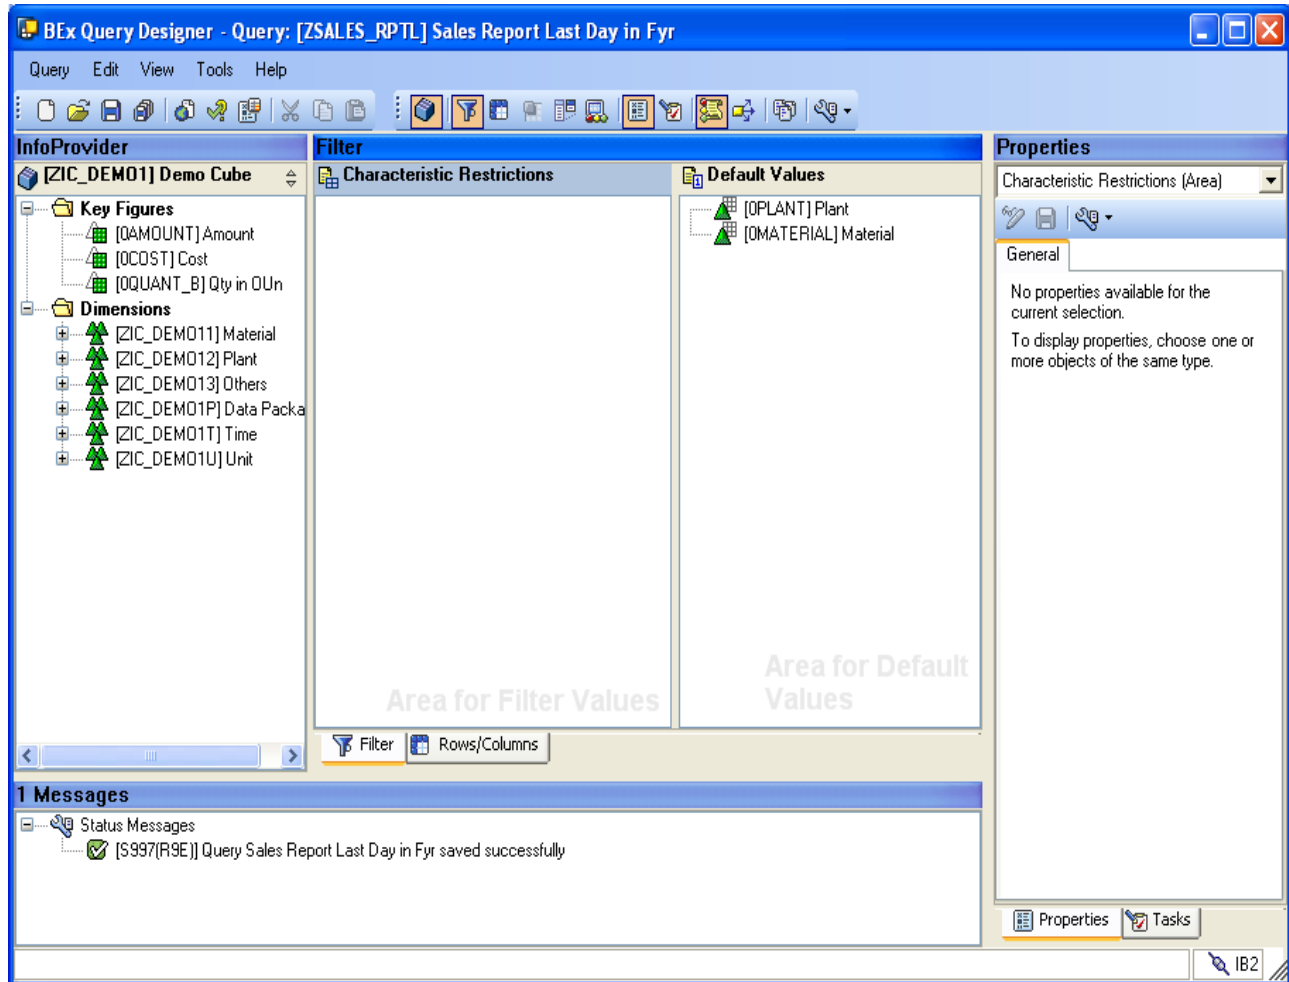 BEx Query Designer - Query: [ZSALES_RPTL] Sales Report Last Day in Fyr
Query Edit View Tools Help
InfoProvider
[ZIC_DEMO1] Demo Cube
Key Figures
[0AMOUNT] Amount
[0COST] Cost
[0QUANT_B] Qty in OUn
Dimensions
[ZIC_DEMO11] Material
[ZIC_DEMO12] Plant
[ZIC_DEMO13] Others
[ZIC_DEMO1P] Data Packa
[ZIC_DEMO1T] Time
[ZIC_DEMO1U] Unit
Filter
Characteristic Restrictions
Area for Filter Values
Default Values
[0PLANT] Plant
[0MATERIAL] Material
Area for Default
Values
Filter Rows/Columns
Properties
Characteristic Restrictions (Area)
General
No properties available for the
current selection.
To display properties, choose one or
more objects of the same type.
Properties Tasks
1 Messages
Status Messages
[S997(R9E)] Query Sales Report Last Day in Fyr saved successfully
IB2